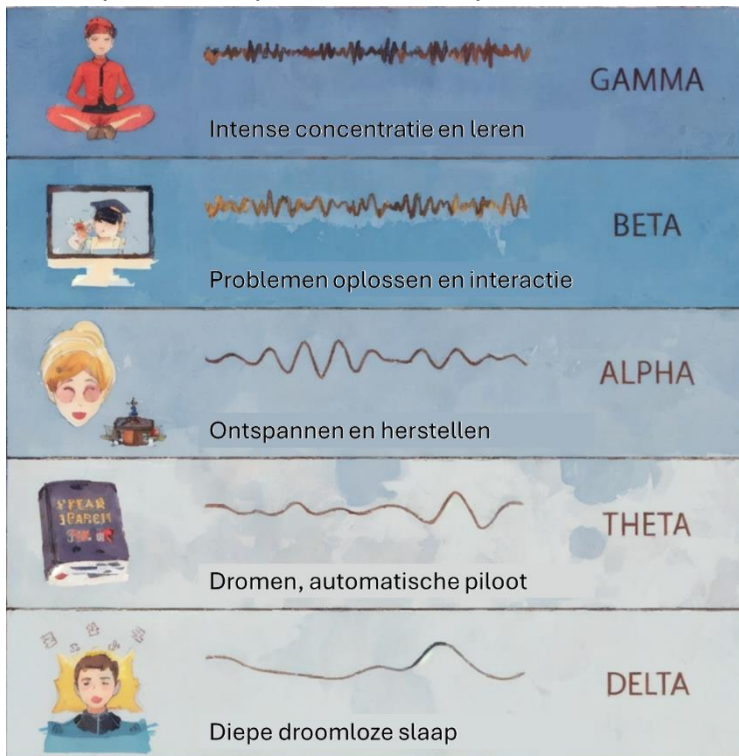 GAMMA
Intense concentratie en leren
BETA
Problemen oplossen en interactie
ALPHA
Ontspannen en herstellen
THETA
Dromen, automatische piloot
DELTA
Diepe droomloze slaap